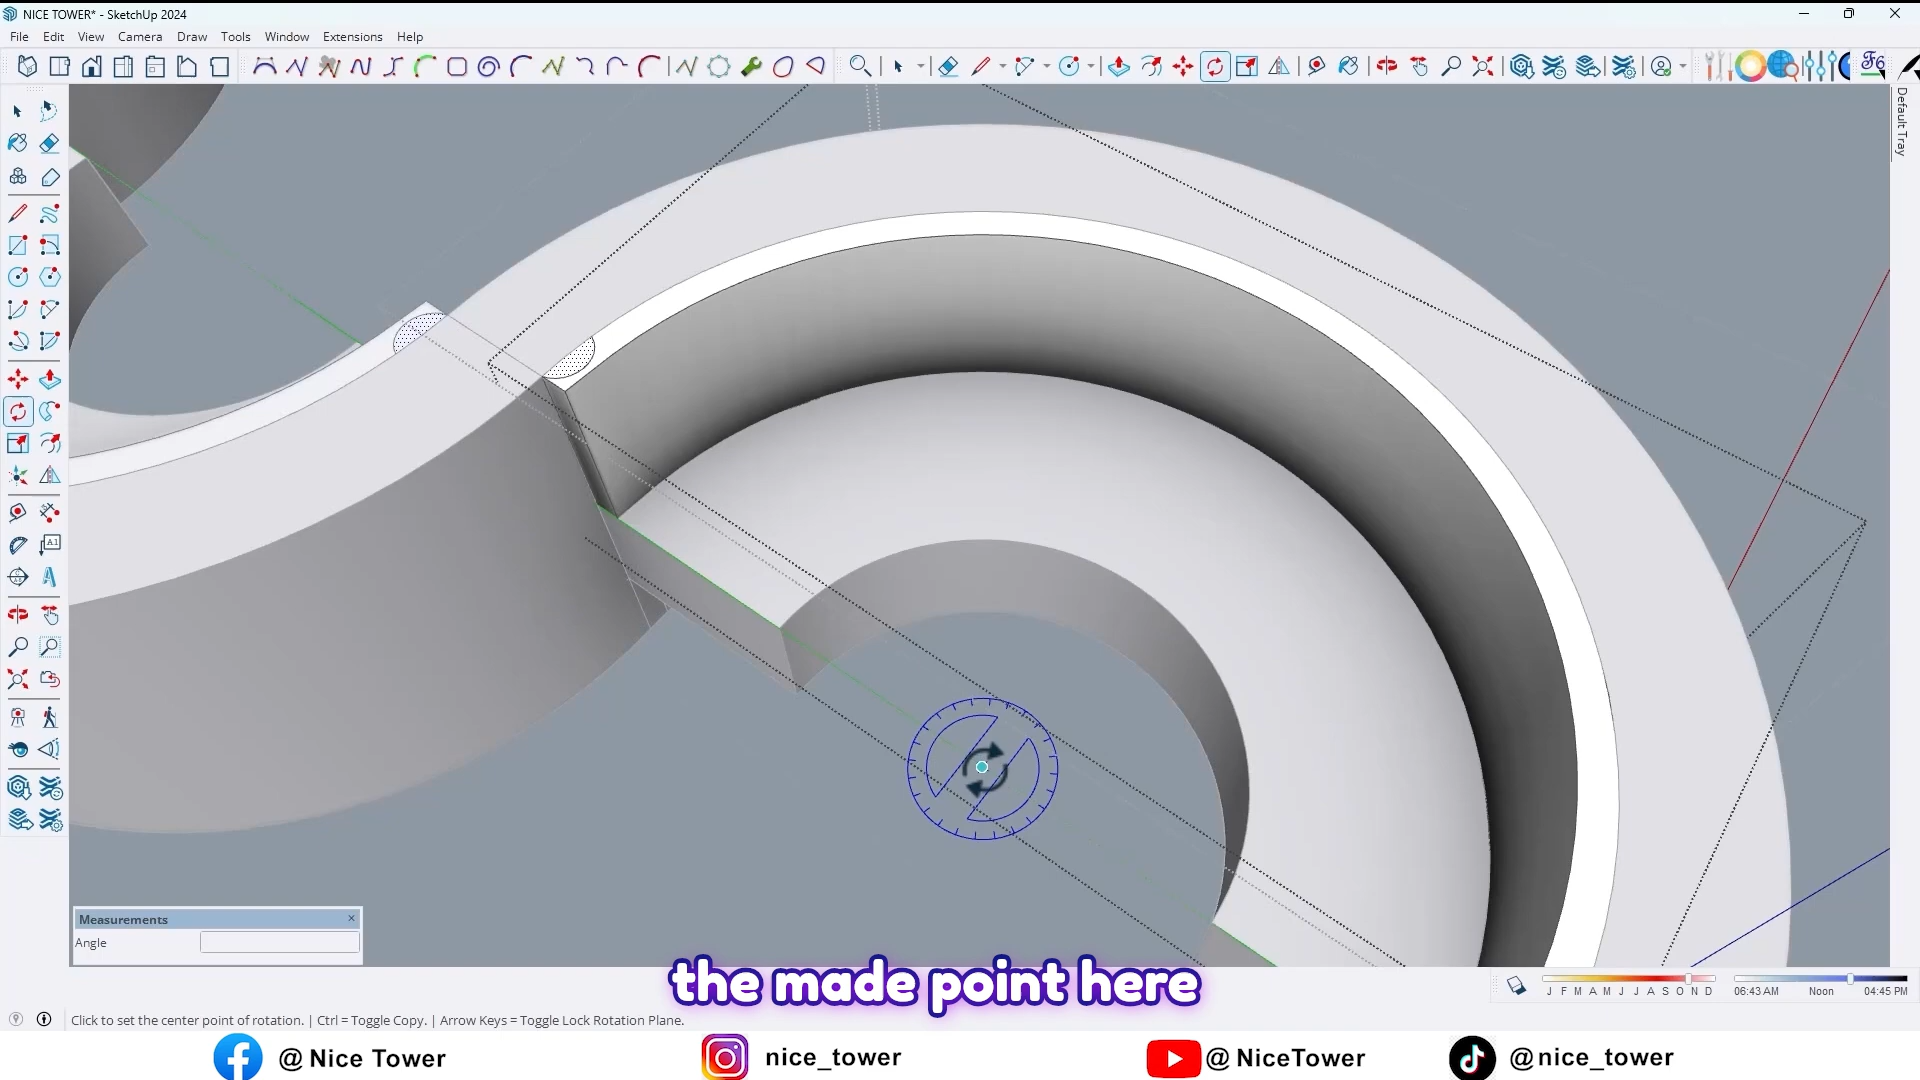 NICE TOWER* - SketchUp 2024
File Edit View Camera Draw Tools Window Extensions Help
Default Tray
A1
Measurements
Angle
the made point here
J F M A M J J A S O N D
06:43 AM Noon 04:45 PM
Click to set the center point of rotation. | Ctrl = Toggle Copy. | Arrow Keys = Toggle Lock Rotation Plane.
@ Nice Tower
nice_tower
@ NiceTower
@nice_tower